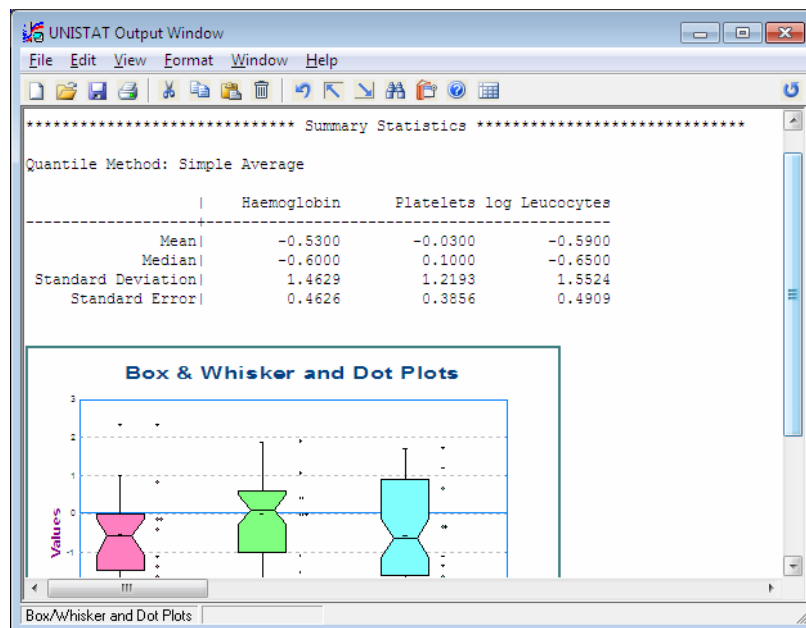 UNISTAT Output Window
File Edit View Format Window Help
****************************** Summary Statistics ******************************
Quantile Method: Simple Average
| Haemoglobin Platelets log Leucocytes
--------------------+---------------------------------------------
Mean| -0.5300 -0.0300 -0.5900
Median| 0.1000 -0.6000 -0.6500
Standard Deviation| 1.4629 1.2193 1.5524
Standard Error| 0.4626 0.3856 0.4909
Box & Whisker and Dot Plots
3
2
1
0
-1
Values
Box/Whisker and Dot Plots